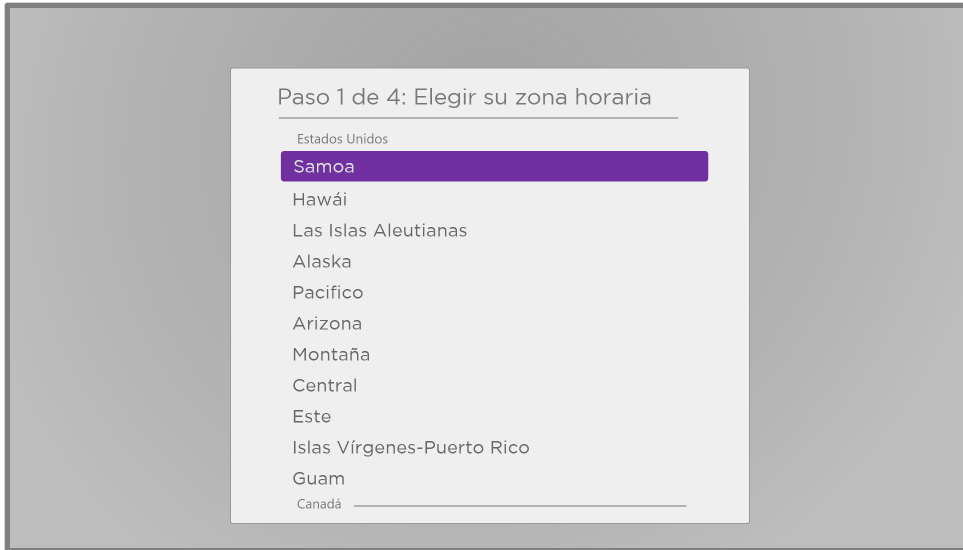 Paso 1 de 4: Elegir su zona horaria
Estados Unidos
Samoa
Hawái
Las Islas Aleutianas
Alaska
Pacifico
Arizona
Montaña
Central
Este
Islas Vírgenes-Puerto Rico
Guam
Canadá